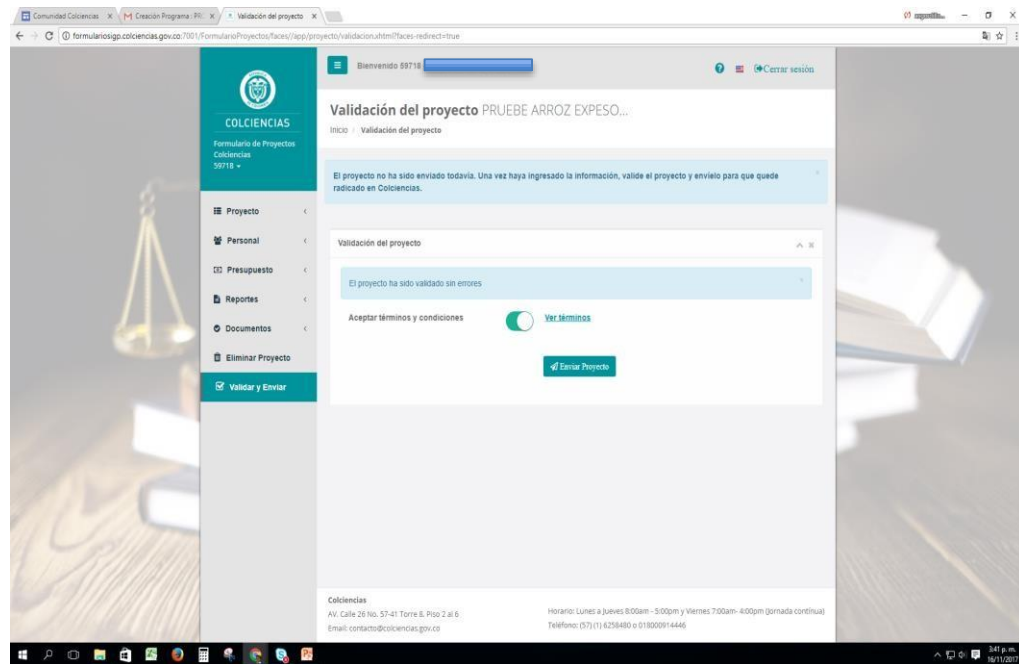 Comunidad Colciencias
Creación Programa : PR
Validación del proyecto
formulariosigp.colciencias.gov.co:7001/FormularioProyectos/faces//app/proyecto/validacion.xhtml?faces-redirect=true
Bienvenido 59718
Cerrar sesión
COLCIENCIAS
Formulario de Proyectos
Colciencias
59718
Validación del proyecto PRUEBE ARROZ EXPESO...
Inicio / Validación del proyecto
El proyecto no ha sido enviado todavía. Una vez haya ingresado la información, valide el proyecto y envíelo para que quede
radicado en Colciencias.
Proyecto
Personal
Presupuesto
Reportes
Documentos
Eliminar Proyecto
Validar y Enviar
Validación del proyecto
El proyecto ha sido validado sin errores
Aceptar términos y condiciones
Ver términos
Enviar Proyecto
Colciencias
AV. Calle 26 No. 57-41 Torre 8. Piso 2 al 6
Email: contacto@colciencias.gov.co
Horario: Lunes a Jueves 8:00am - 5:00pm y Viernes 7:00am- 4:00pm (Jornada continua)
Teléfono: (57) (1) 6258480 o 018000914446
3:41 p. m.
16/11/2017